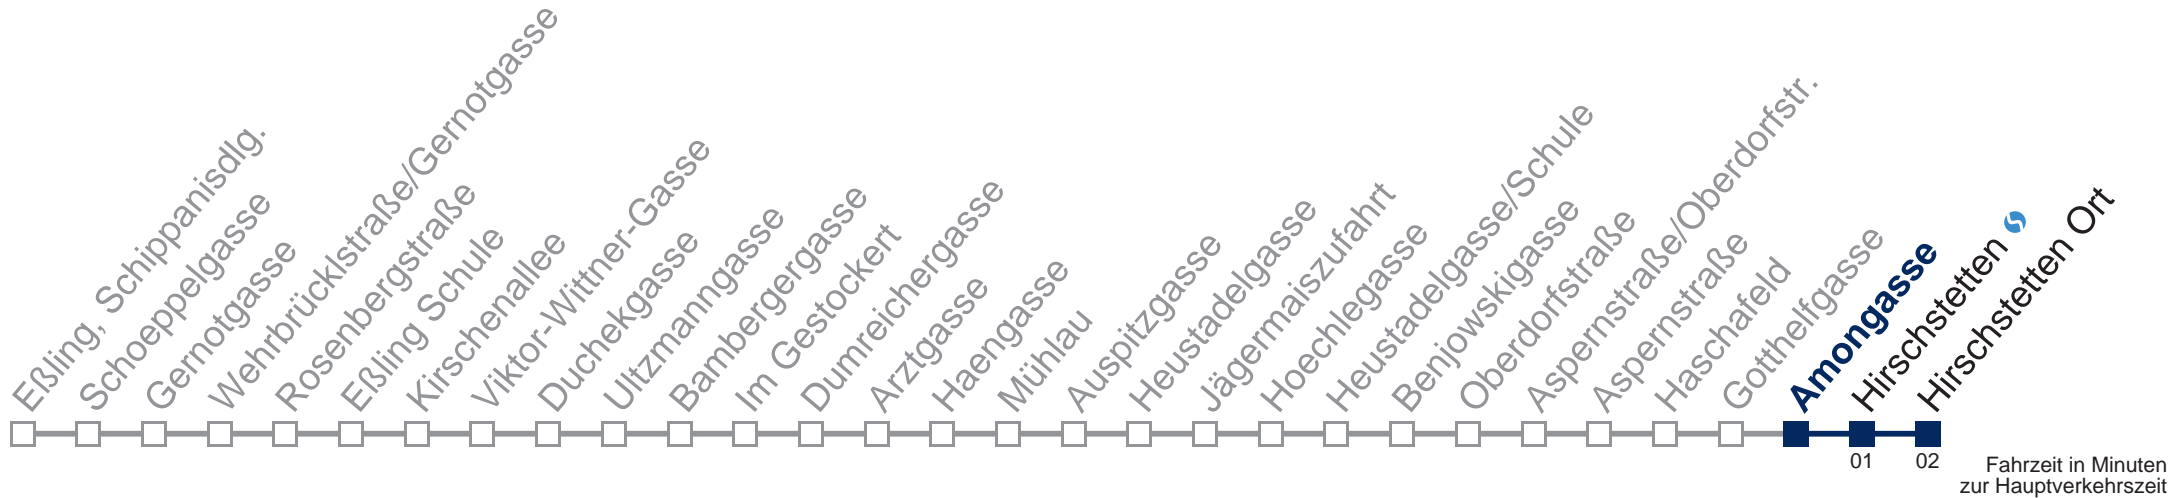 Eßling, Schippanisdlg.
Schoeppelgasse
Gernotgasse
Wehrbrücklstraße/Gernotgasse
Rosenbergstraße
Eßling Schule
Kirschenallee
Viktor-Wittner-Gasse
Duchekgasse
Ultzmanngasse
Bambergergasse
Im Gestockert
Dumreichergasse
Arztgasse
Haengasse
Mühlau
Auspitzgasse
Heustadelgasse
Jägermaiszufahrt
Hoechlegasse
Heustadelgasse/Schule
Benjowskigasse
Oberdorfstraße
Aspernstraße/Oberdorfstr.
Aspernstraße
Haschafeld
Gotthelfgasse
Amongasse
Hirschstetten
Hirschstetten Ort
01
02
Fahrzeit in Minuten
zur Hauptverkehrszeit